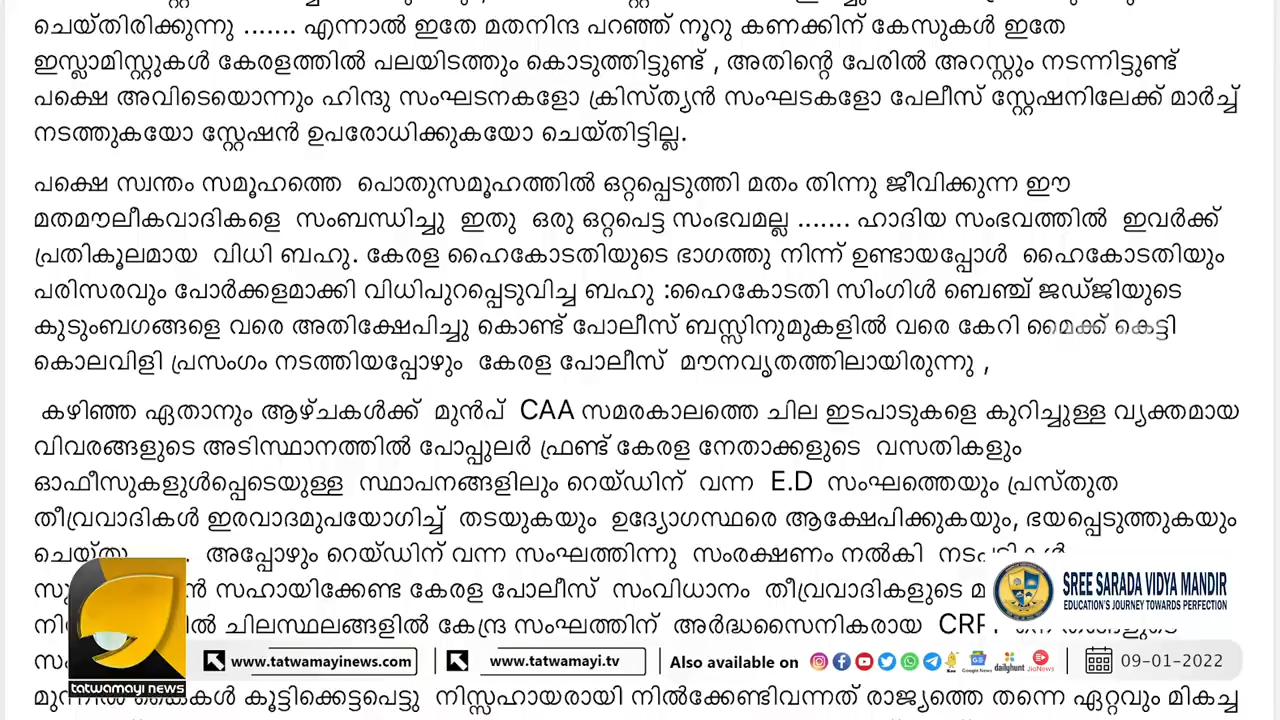 ചെയ്തിരിക്കുന്നു ....... എന്നാൽ ഇതേ മതനിന്ദ പറഞ്ഞ് നൂറു കണക്കിന് കേസുകൾ ഇതേ
ഇസ്ലാമിസ്റ്റുകൾ കേരളത്തിൽ പലയിടത്തും കൊടുത്തിട്ടുണ്ട് , അതിന്റെ പേരിൽ അറസ്റ്റും നടന്നിട്ടുണ്ട്
പക്ഷെ അവിടെയൊന്നും ഹിന്ദു സംഘടനകളോ ക്രിസ്ത്യൻ സംഘടകളോ പേലീസ് സ്റ്റേഷനിലേക്ക് മാർച്ച്
നടത്തുകയോ സ്റ്റേഷൻ ഉപരോധിക്കുകയോ ചെയ്തിട്ടില്ല.
പക്ഷെ സ്വന്തം സമൂഹത്തെ പൊതുസമൂഹത്തിൽ ഒറ്റപ്പെടുത്തി മതം തിന്നു ജീവിക്കുന്ന ഈ
മതമൗലീകവാദികളെ സംബന്ധിച്ചു ഇതു ഒരു ഒറ്റപെട്ട സംഭവമല്ല ....... ഹാദിയ സംഭവത്തിൽ ഇവർക്ക്
പ്രതികൂലമായ വിധി ബഹു. കേരള ഹൈകോടതിയുടെ ഭാഗത്തു നിന്ന് ഉണ്ടായപ്പോൾ ഹൈകോടതിയും
പരിസരവും പോർക്കളമാക്കി വിധിപുറപ്പെടുവിച്ച ബഹു :ഹൈകോടതി സിംഗിൾ ബെഞ്ച് ജഡ്ജിയുടെ
കുടുംബഗങ്ങളെ വരെ അതിക്ഷേപിച്ചു കൊണ്ട് പോലീസ് ബസ്സിനുമുകളിൽ വരെ കേറി മൈക്ക് കെട്ടി
കൊലവിളി പ്രസംഗം നടത്തിയപ്പോഴും കേരള പോലീസ് മൗനവൃതത്തിലായിരുന്നു ,
കഴിഞ്ഞ ഏതാനും ആഴ്ചകൾക്ക് മുൻപ് CAA സമരകാലത്തെ ചില ഇടപാടുകളെ കുറിച്ചുള്ള വ്യക്തമായ
വിവരങ്ങളുടെ അടിസ്ഥാനത്തിൽ പോപ്പുലർ ഫ്രണ്ട് കേരള നേതാക്കളുടെ വസതികളും
ഓഫീസുകളുൾപ്പെടെയുള്ള സ്ഥാപനങ്ങളിലും റെയ്ഡിന് വന്ന E.D സംഘത്തെയും പ്രസ്തുത
തീവ്രവാദികൾ ഇരവാദമുപയോഗിച്ച് തടയുകയും ഉദ്യോഗസ്ഥരെ ആക്ഷേപിക്കുകയും, ഭയപ്പെടുത്തുകയും
ചെയ്തു അപ്പോഴും റെയ്ഡിന് വന്ന സംഘത്തിന്നു സംരക്ഷണം നൽകി
സഹായിക്കേണ്ട കേരള പോലീസ് സംവിധാനം തീവ്രവാദികളുടെ
ചിലസ്ഥലങ്ങളിൽ കേന്ദ്ര സംഘത്തിന് അർദ്ധസൈനികരായ
മുന്നിൽ കൈകൾ കൂട്ടിക്കെട്ടപെട്ടു നിസ്സഹായരായി നിൽക്കേണ്ടിവന്നത് രാജ്യത്തെ തന്നെ ഏറ്റവും മികച്ച
SREE SARADA VIDYA MANDIR
EDUCATION'S JOURNEY TOWARDS PERFECTION
tatwamayi news
www.tatwamayinews.com
www.tatwamayi.tv
Also available on
Koo
Google News
dailyhunt
JioNews
09-01-2022